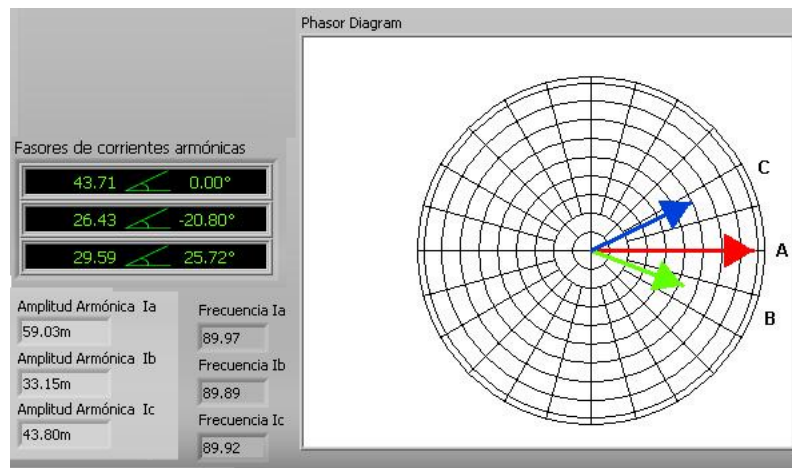 Phasor Diagram
Fasores de corrientes armónicas
43.71 0.00°
26.43 -20.80°
29.59 25.72°
Amplitud Armónica Ia
59.03m
Amplitud Armónica Ib
33.15m
Amplitud Armónica Ic
43.80m
Frecuencia Ia
89.97
Frecuencia Ib
89.89
Frecuencia Ic
89.92
C
A
B